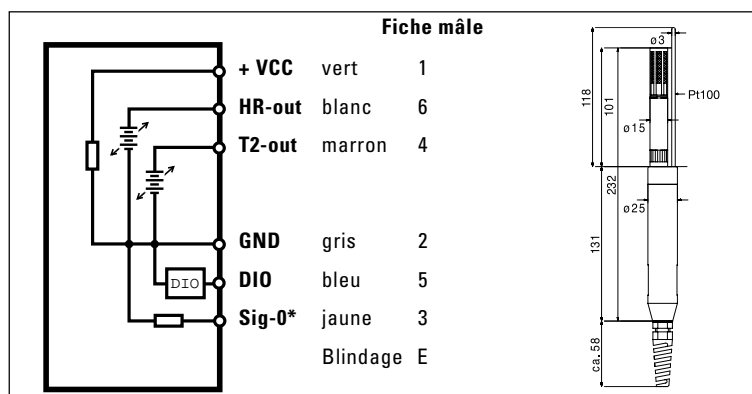 Fiche mâle
+ VCC vert 1
HR-out blanc 6
T2-out marron 4
GND gris 2
DIO DIO bleu 5
Sig-0* jaune 3
Blindage E
ø3
Pt100
118
101
ø15
232
ø25
131
ca.58